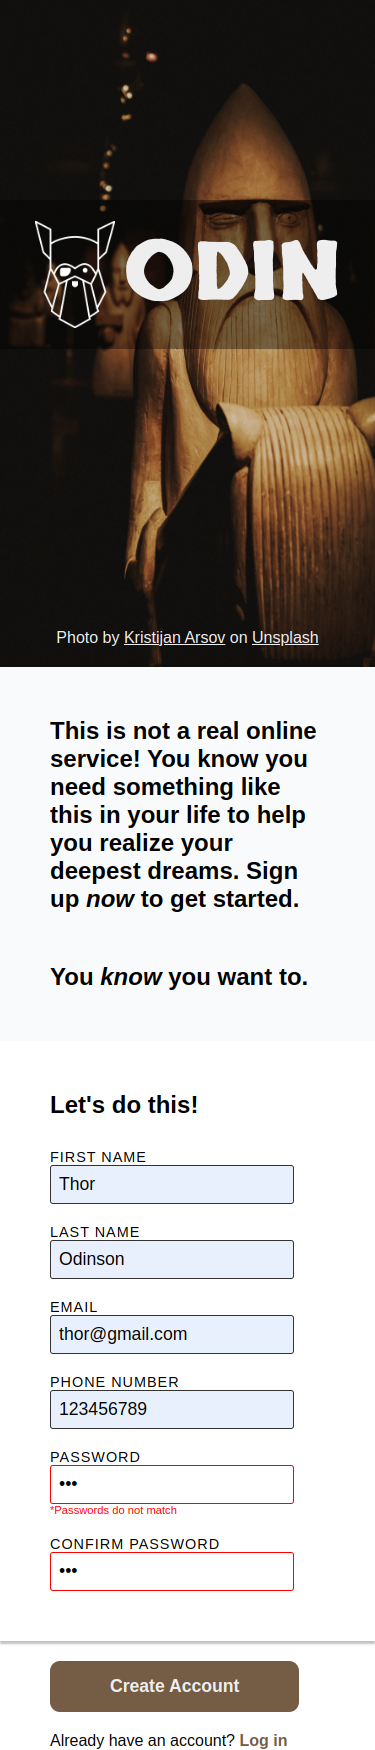 ODIN
Photo by Kristijan Arsov on Unsplash
This is not a real online
service! You know you
need something like
this in your life to help
you realize your
deepest dreams. Sign
up now to get started.
You know you want to.
Let's do this!
FIRST NAME
Thor
LAST NAME
Odinson
EMAIL
thor@gmail.com
PHONE NUMBER
123456789
PASSWORD
•••
*Passwords do not match
CONFIRM PASSWORD
•••
Create Account
Already have an account? Log in